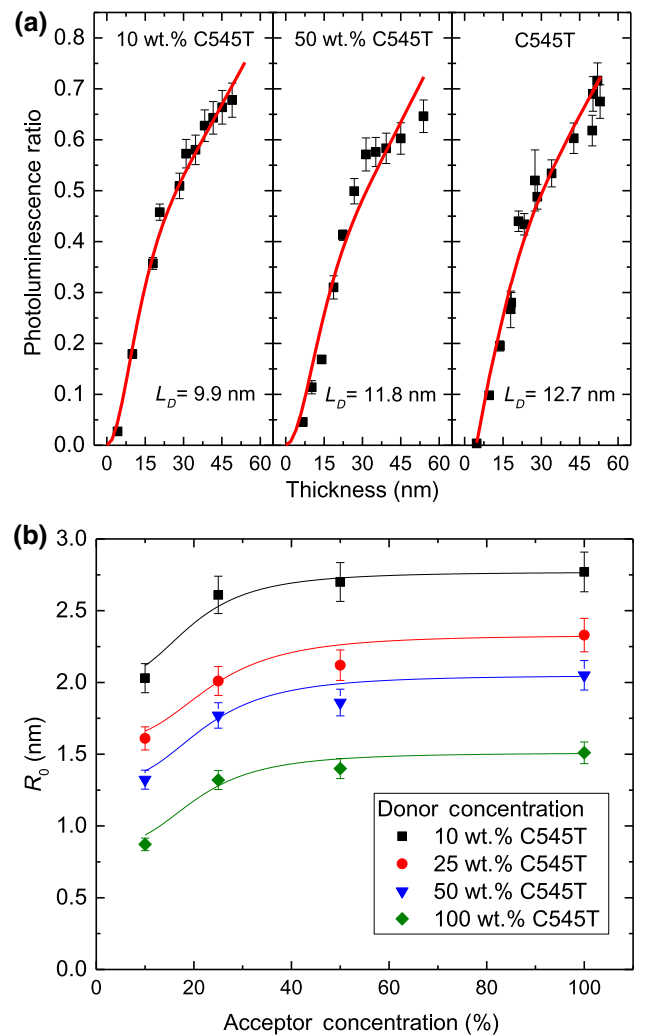 (a)
10 wt.% C545T
50 wt.% C545T
C545T
Photoluminescence ratio
0.8
0.7
0.6
0.5
0.4
0.3
0.2
0.1
0.0
L_D= 9.9 nm
L_D= 11.8 nm
L_D= 12.7 nm
0 15 30 45 60
0 15 30 45 60
0 15 30 45 60
Thickness (nm)
(b)
R_0 (nm)
3.0
2.5
2.0
1.5
1.0
0.5
0.0
Donor concentration
10 wt.% C545T
25 wt.% C545T
50 wt.% C545T
100 wt.% C545T
0 20 40 60 80 100
Acceptor concentration (%)